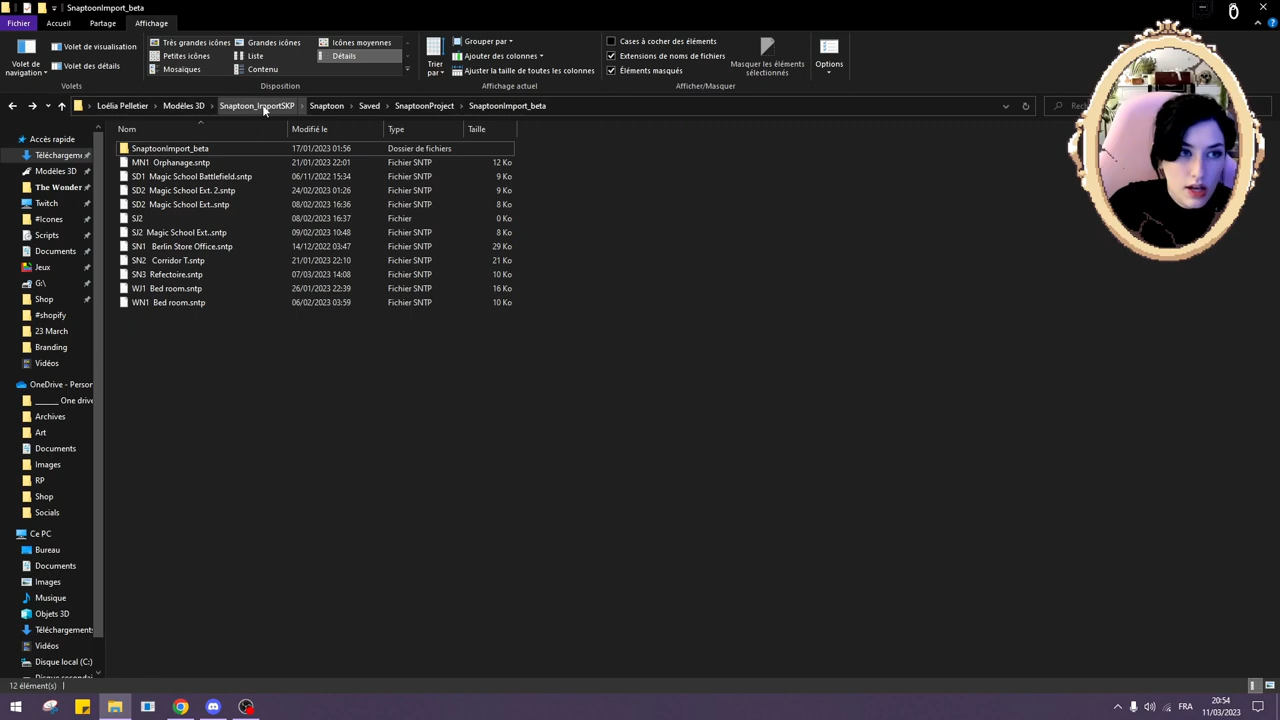 SnaptoonImport_beta
Fichier Accueil Partage Affichage
Volet de navigation
Volet de visualisation
Volet des détails
Volets
Très grandes icônes Grandes icônes Icônes moyennes
Petites icônes Liste Détails
Mosaïques Contenu
Disposition
Trier par
Grouper par
Ajouter des colonnes
Ajuster la taille de toutes les colonnes
Affichage actuel
Cases à cocher des éléments
Extensions de noms de fichiers
Éléments masqués
Masquer les éléments sélectionnés
Afficher/Masquer
Options
Loélia Pelletier > Modèles 3D > Snaptoon_ImportSKP > Snaptoon > Saved > SnaptoonProject > SnaptoonImport_beta
Nom Modifié le Type Taille
SnaptoonImport_beta 17/01/2023 01:56 Dossier de fichiers
MN1 Orphanage.sntp 21/01/2023 22:01 Fichier SNTP 12 Ko
SD1 Magic School Battlefield.sntp 06/11/2022 15:34 Fichier SNTP 9 Ko
SD2 Magic School Ext. 2.sntp 24/02/2023 01:26 Fichier SNTP 9 Ko
SD2 Magic School Ext..sntp 08/02/2023 16:36 Fichier SNTP 8 Ko
SJ2 08/02/2023 16:37 Fichier 0 Ko
SJ2 Magic School Ext..sntp 09/02/2023 10:48 Fichier SNTP 8 Ko
SN1 Berlin Store Office.sntp 14/12/2022 03:47 Fichier SNTP 29 Ko
SN2 Corridor T.sntp 21/01/2023 22:10 Fichier SNTP 21 Ko
SN3 Refectoire.sntp 07/03/2023 14:08 Fichier SNTP 10 Ko
WJ1 Bed room.sntp 26/01/2023 22:39 Fichier SNTP 16 Ko
WN1 Bed room.sntp 06/02/2023 03:59 Fichier SNTP 10 Ko
Accès rapide
Téléchargeme
Modèles 3D
The Wonder
Twitch
#Icones
Scripts
Documents
Jeux
G:\
Shop
#shopify
23 March
Branding
Vidéos
OneDrive - Person
______ One drive
Archives
Art
Documents
Images
RP
Shop
Socials
Ce PC
Bureau
Documents
Images
Musique
Objets 3D
Téléchargements
Vidéos
Disque local (C:)
12 élément(s)
FRA
20:54
11/03/2023